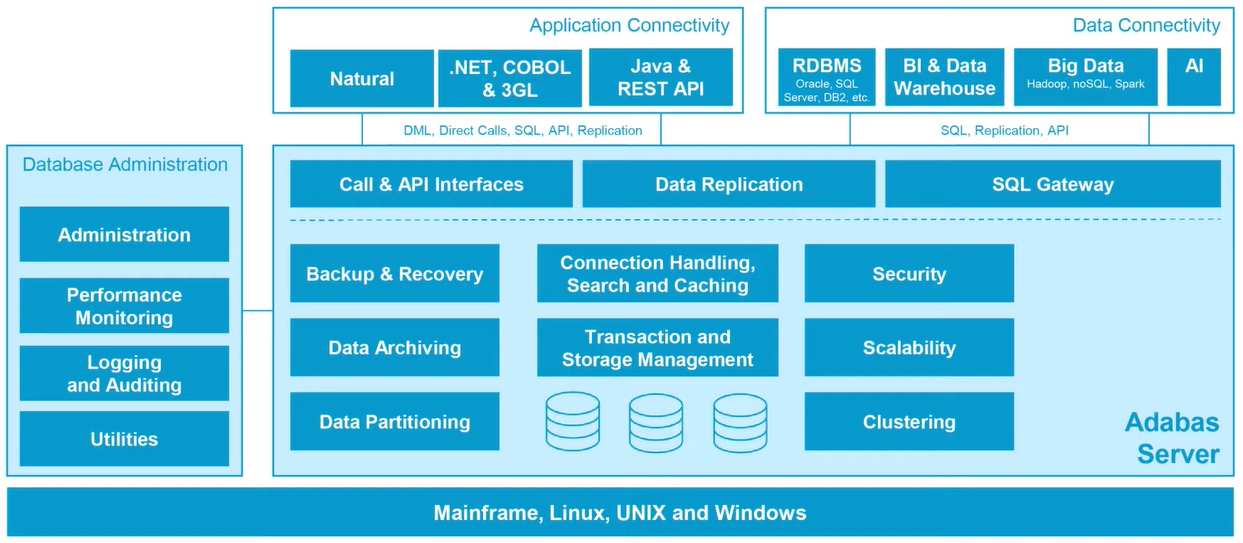 Application Connectivity
Natural
.NET, COBOL
& 3GL
Java &
REST API
Data Connectivity
RDBMS
Oracle, SQL
Server, DB2, etc.
BI & Data
Warehouse
Big Data
Hadoop, noSQL, Spark
AI
DML, Direct Calls, SQL, API, Replication
SQL, Replication, API
Database Administration
Administration
Performance
Monitoring
Logging
and Auditing
Utilities
Call & API Interfaces
Data Replication
SQL Gateway
Backup & Recovery
Connection Handling,
Search and Caching
Security
Data Archiving
Transaction and
Storage Management
Scalability
Data Partitioning
Clustering
Adabas
Server
Mainframe, Linux, UNIX and Windows